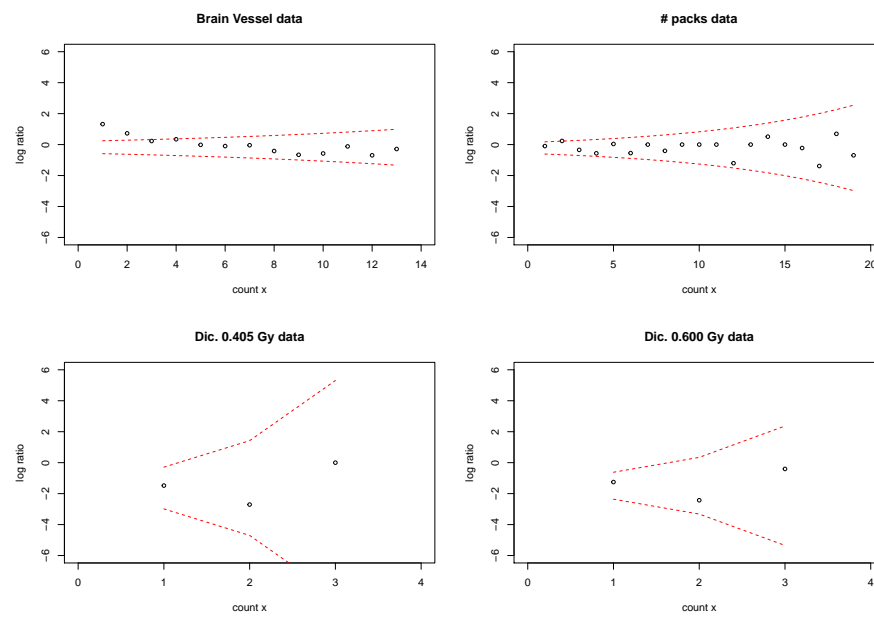 Brain Vessel data
log ratio
6
4
2
0
−2
−4
−6
0 2 4 6 8 10 12 14
count x
# packs data
log ratio
6
4
2
0
−2
−4
−6
0 5 10 15 20
count x
Dic. 0.405 Gy data
log ratio
6
4
2
0
−2
−4
−6
0 1 2 3 4
count x
Dic. 0.600 Gy data
log ratio
6
4
2
0
−2
−4
−6
0 1 2 3 4
count x